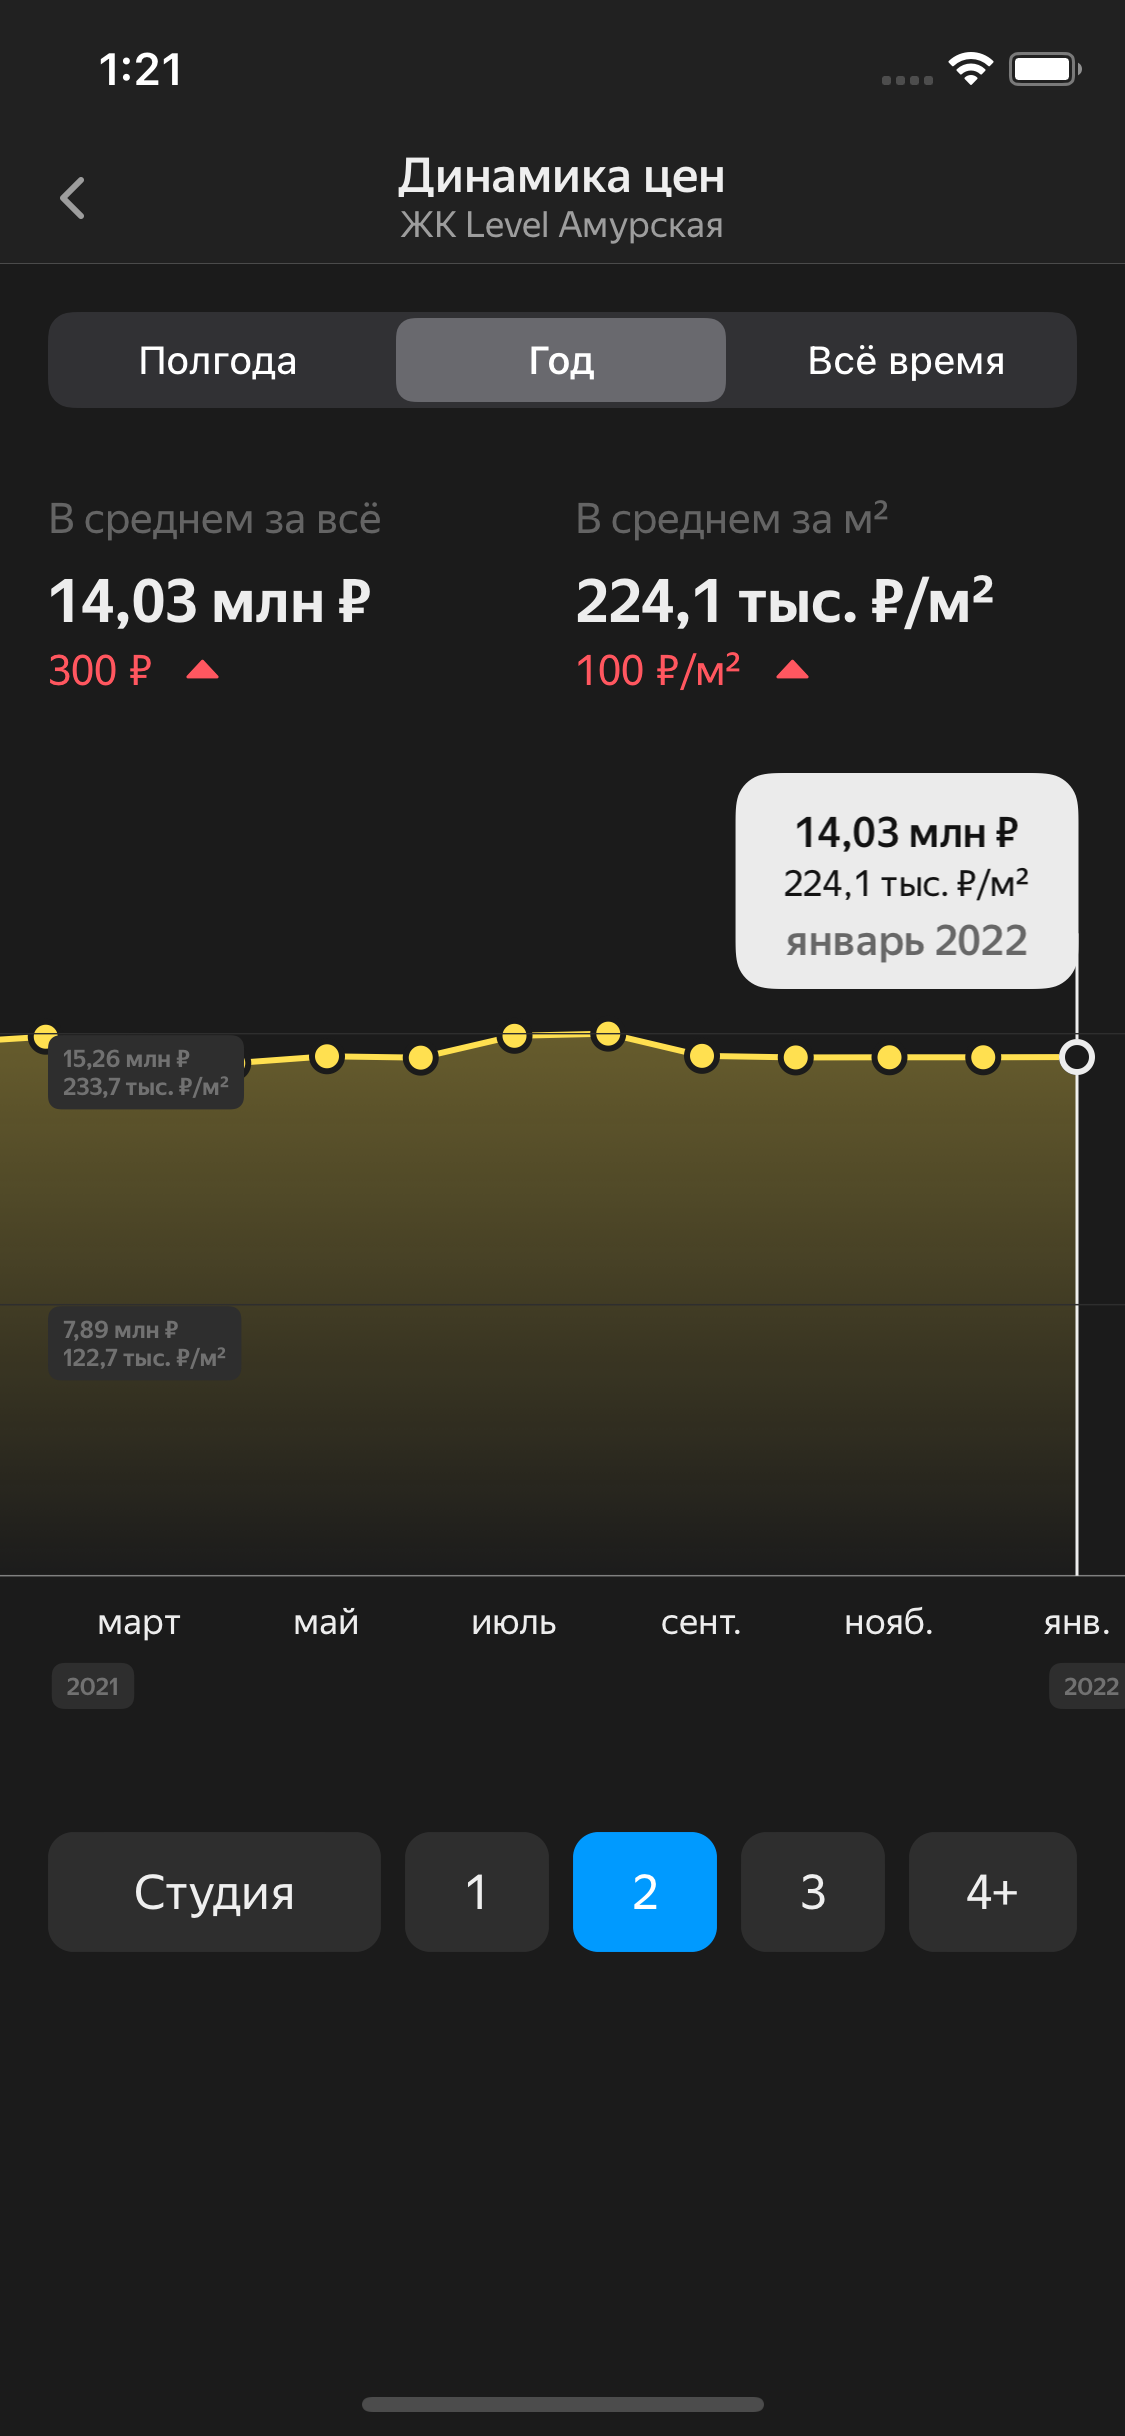 1:21
Динамика цен
ЖК Level Амурская
Полгода Год Всё время
В среднем за всё В среднем за м²
14,03 млн ₽ 224,1 тыс. ₽/м²
300 ₽ 100 ₽/м²
14,03 млн ₽
224,1 тыс. ₽/м²
январь 2022
15,26 млн ₽
233,7 тыс. ₽/м²
7,89 млн ₽
122,7 тыс. ₽/м²
март май июль сент. нояб. янв.
2021 2022
Студия 1 2 3 4+